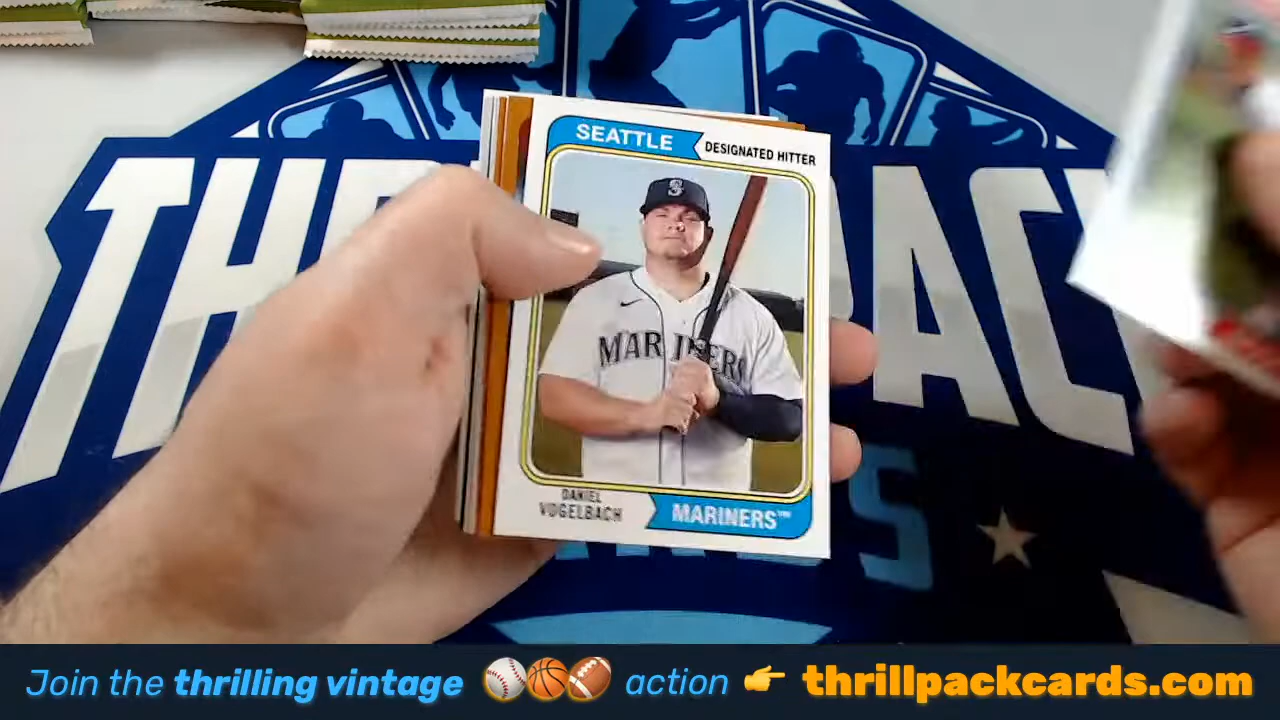 SEATTLE
DESIGNATED HITTER
S
MARINERS
DANIEL
VOGELBACH
MARINERS™
Join the thrilling vintage action 👉 thrillpackcards.com